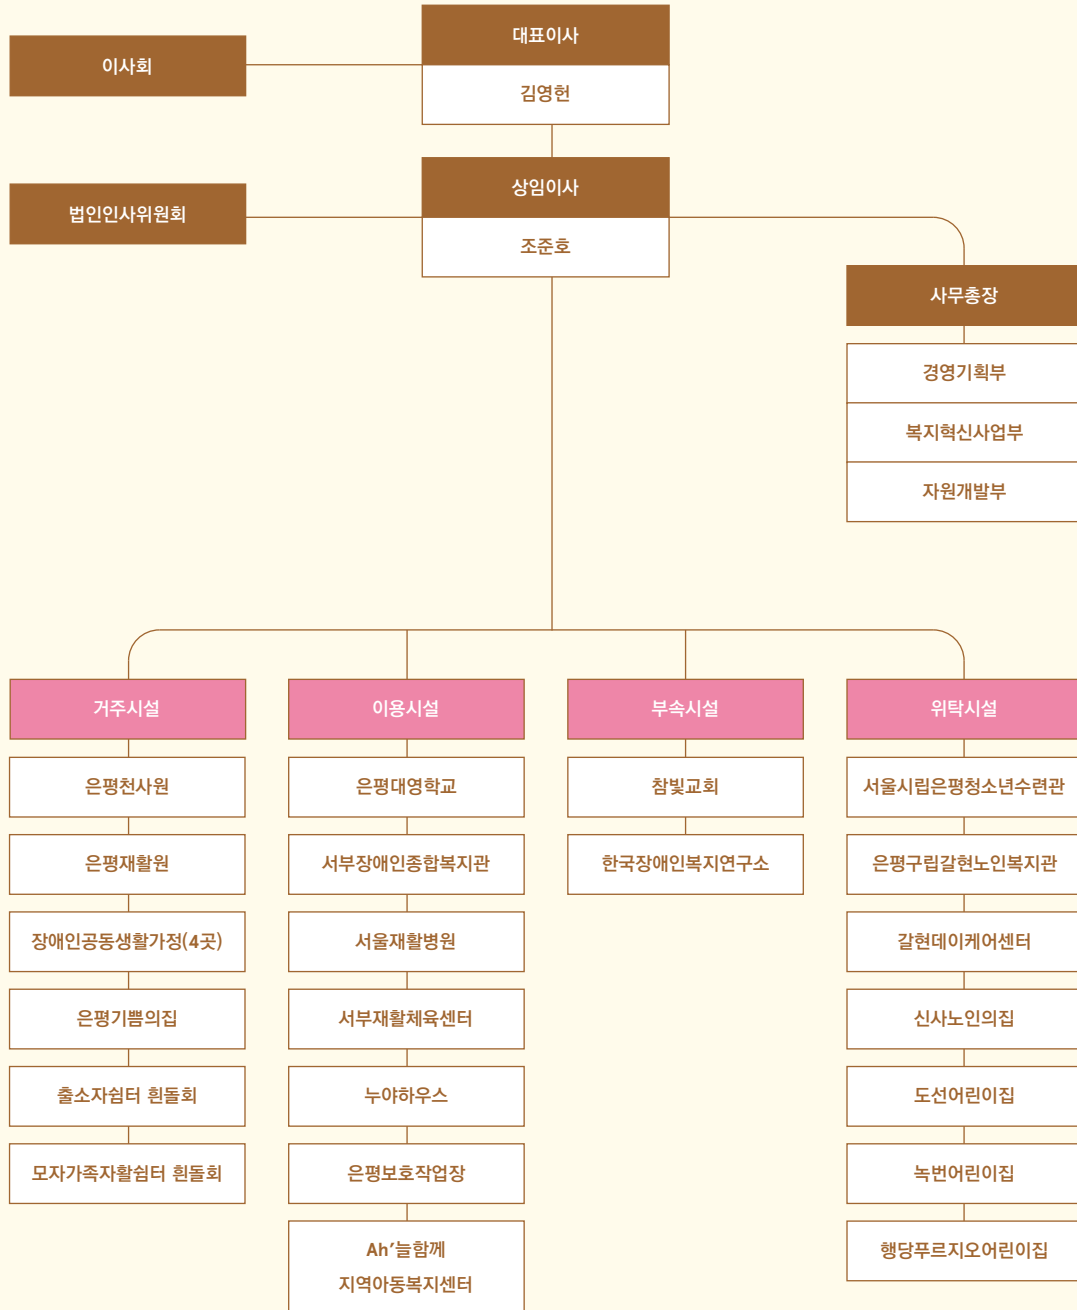 대표이사
이사회
김영헌
상임이사
법인인사위원회
조준호
사무총장
경영기획부
복지혁신사업부
자원개발부
거주시설
은평천사원
은평재활원
장애인공동생활가정(4곳)
은평기쁨의집
출소자쉼터 흰돌회
모자가족자활쉼터 흰돌회
이용시설
은평대영학교
서부장애인종합복지관
서울재활병원
서부재활체육센터
누야하우스
은평보호작업장
Ah'늘함께
지역아동복지센터
부속시설
참빛교회
한국장애인복지연구소
위탁시설
서울시립은평청소년수련관
은평구립갈현노인복지관
갈현데이케어센터
신사노인의집
도선어린이집
녹번어린이집
행당푸르지오어린이집